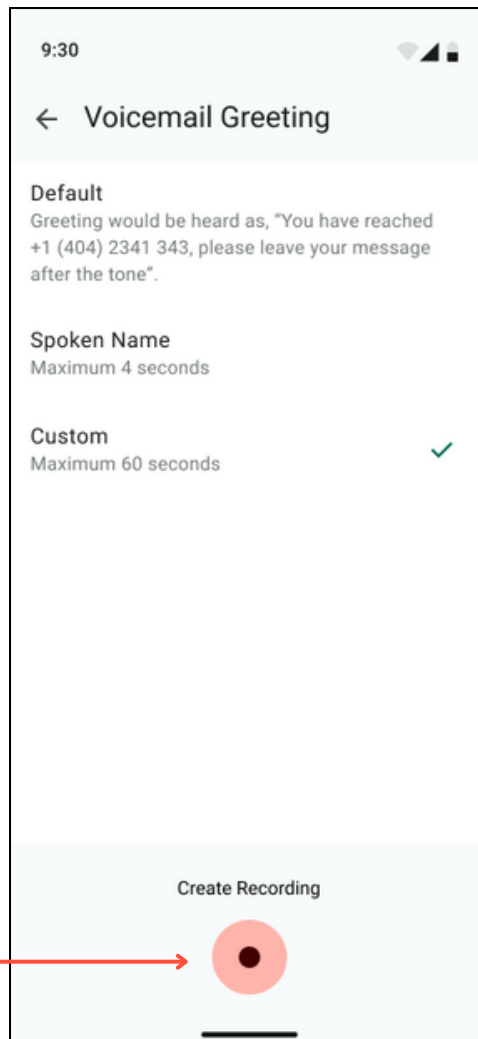 9:30
Voicemail Greeting
Default
Greeting would be heard as, “You have reached
+1 (404) 2341 343, please leave your message
after the tone”.
Spoken Name
Maximum 4 seconds
Custom
Maximum 60 seconds
Create Recording